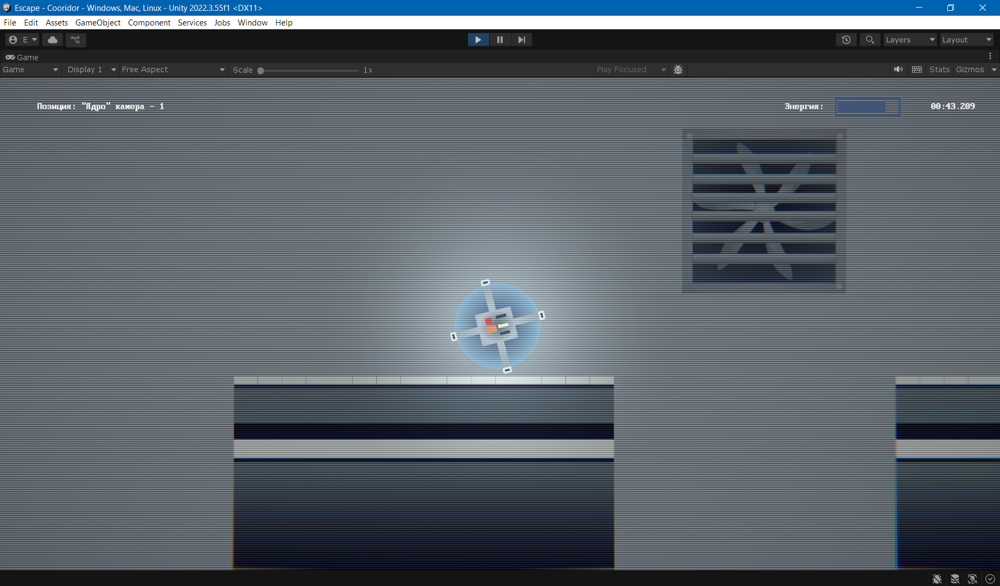 Escape - Cooridor - Windows, Mac, Linux - Unity 2022.3.55f1 <DX11>
File Edit Assets GameObject Component Services Jobs Window Help
E Layers Layout
Game
Game Display 1 Free Aspect Scale 1x Play Focused Stats Gizmos
Позиция: "Ядро" камера - 1 Энергия: 00:43.209